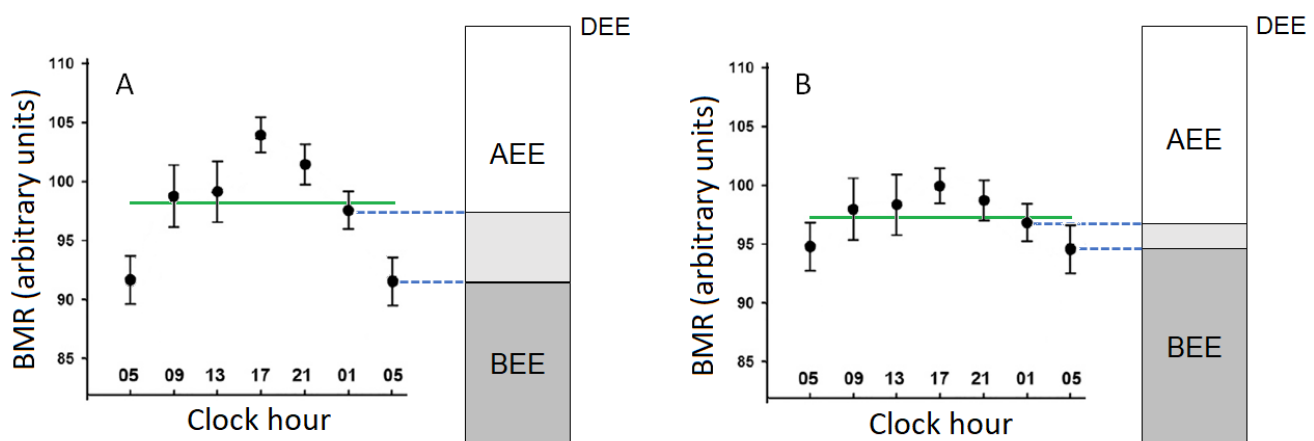 DEE
110
A
105
AEE
100
95
90
BEE
85
05 09 13 17 21 01 05
BMR (arbitrary units)
Clock hour
DEE
110
B
105
AEE
100
95
90
BEE
85
05 09 13 17 21 01 05
BMR (arbitrary units)
Clock hour